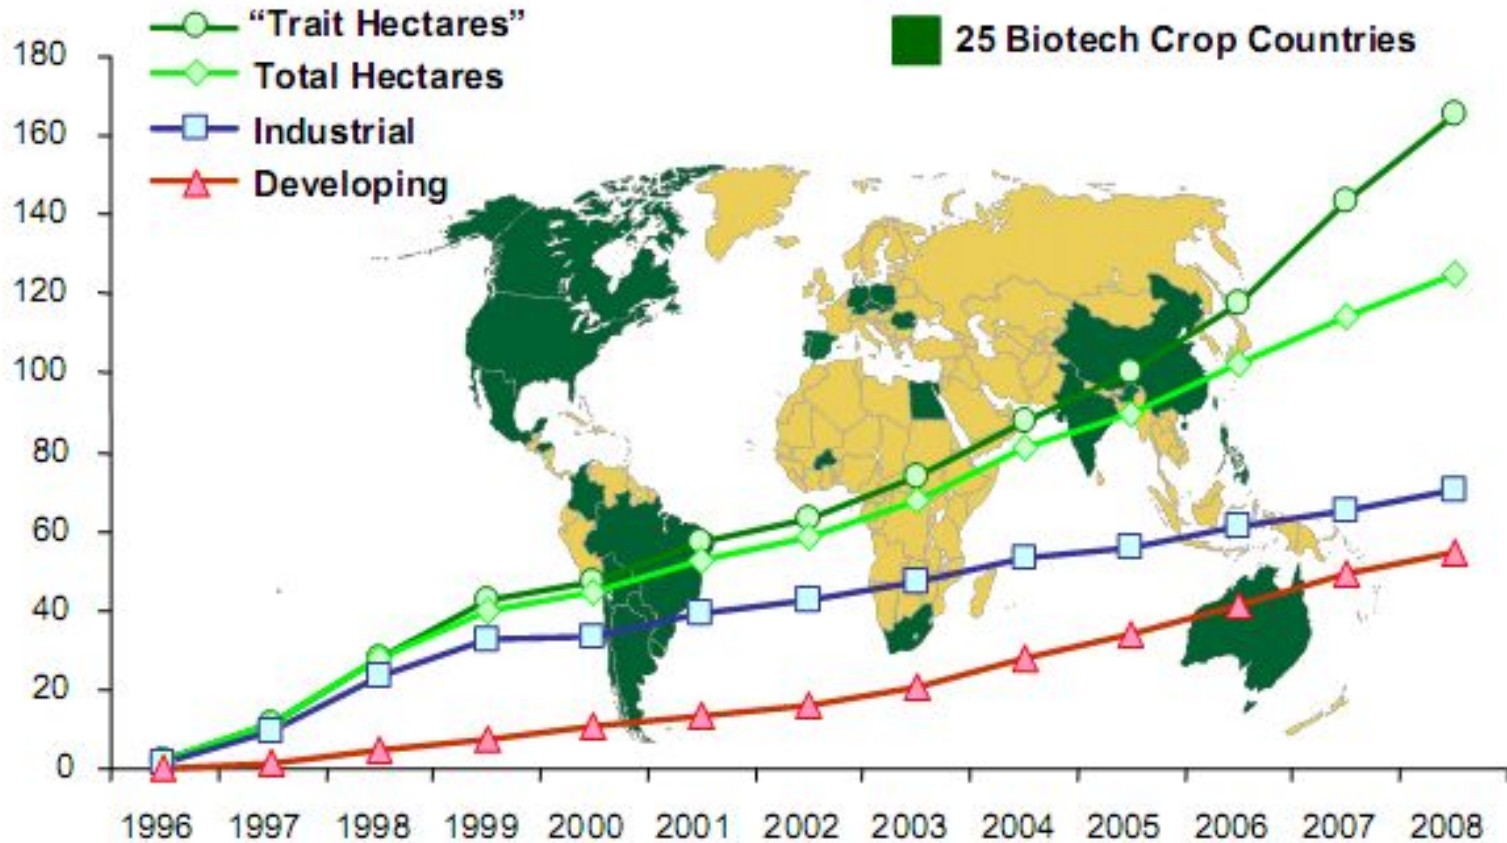 “Trait Hectares”
Total Hectares
Industrial
Developing
25 Biotech Crop Countries
180
160
140
120
100
80
60
40
20
0
1996 1997 1998 1999 2000 2001 2002 2003 2004 2005 2006 2007 2008